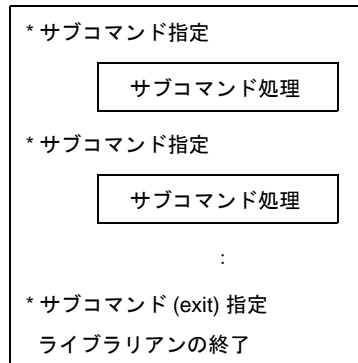 * サブコマンド指定
サブコマンド処理
* サブコマンド指定
サブコマンド処理
:
* サブコマンド (exit) 指定
ライブラリアンの終了